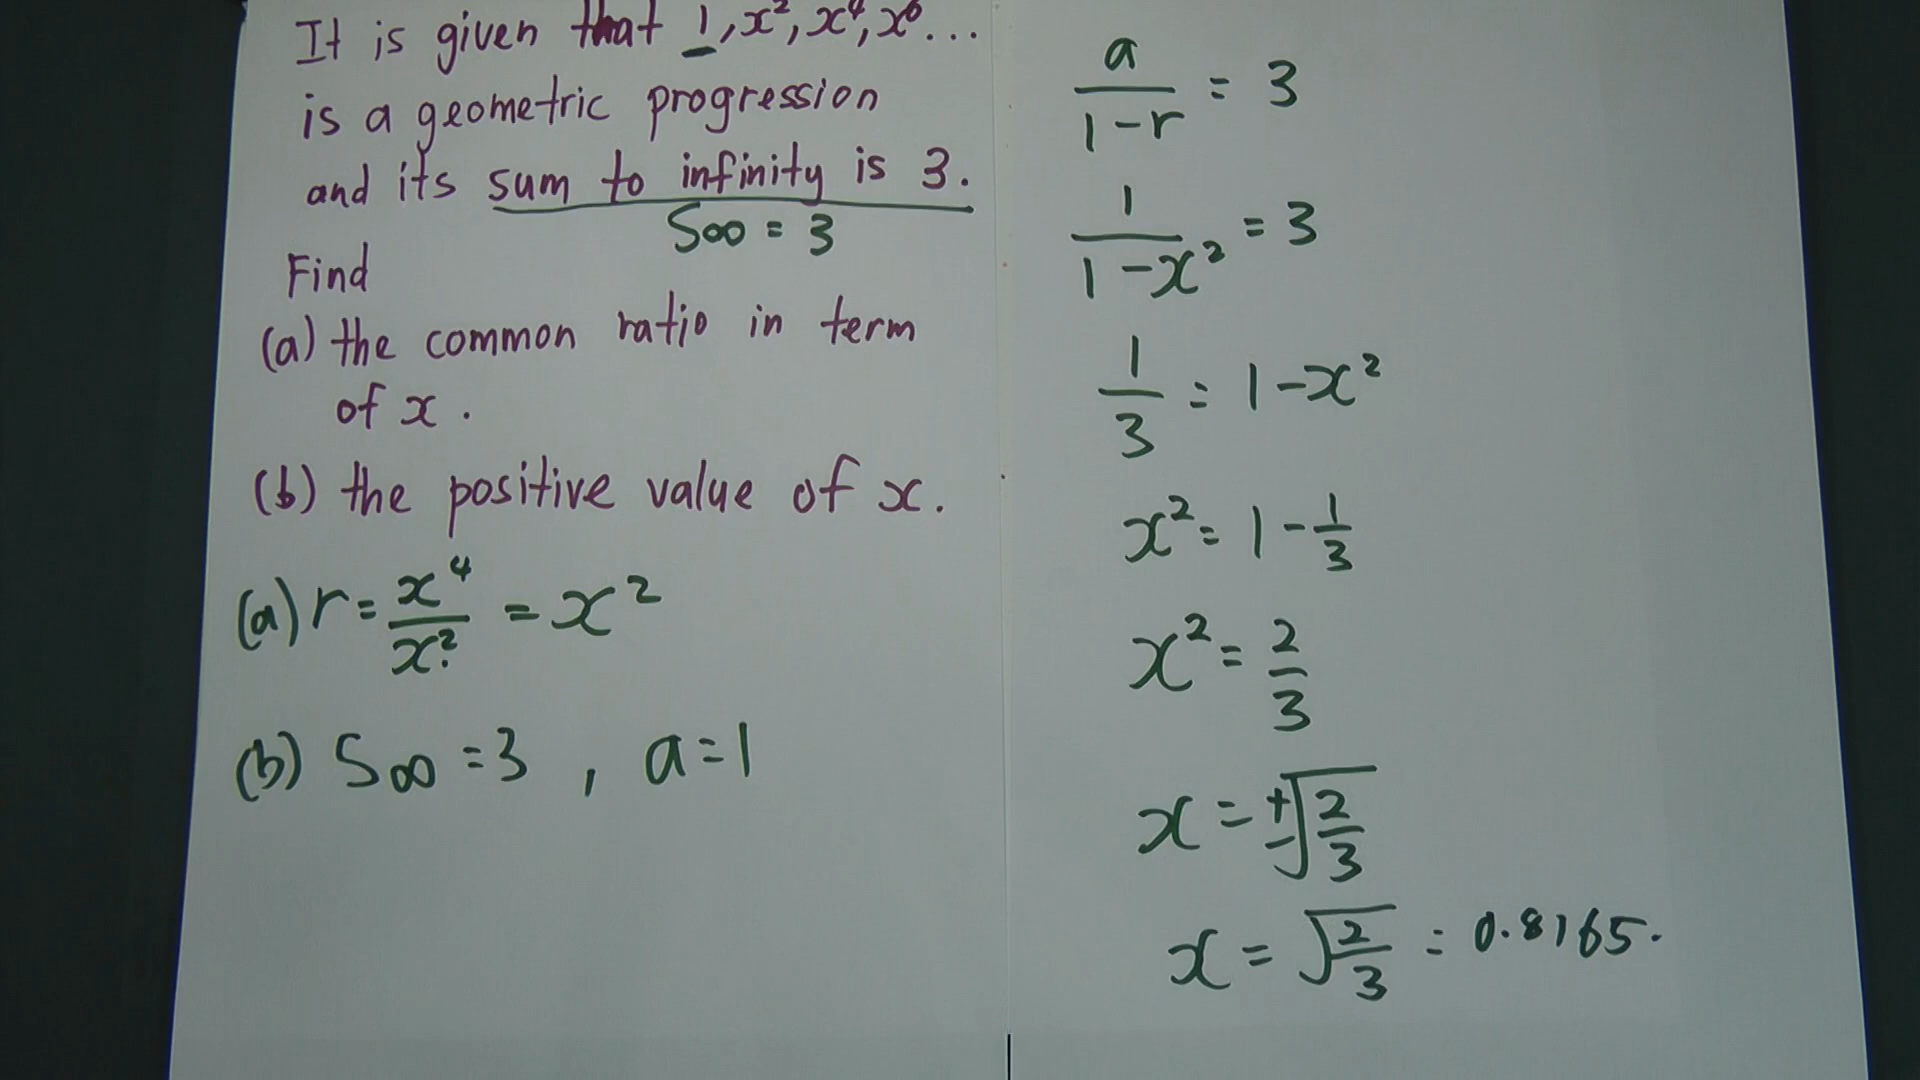 It is given that 1, x², x⁴, x⁶...
is a geometric progression
and its sum to infinity is 3.
S∞ = 3
Find
(a) the common ratio in term
of x.
(b) the positive value of x.
(a) r = x⁴/x² = x²
(b) S∞ = 3 , a = 1
a/(1-r) = 3
1/(1-x²) = 3
1/3 = 1-x²
x² = 1 - 1/3
x² = 2/3
x = ±√(2/3)
x = √(2/3) = 0.8165.